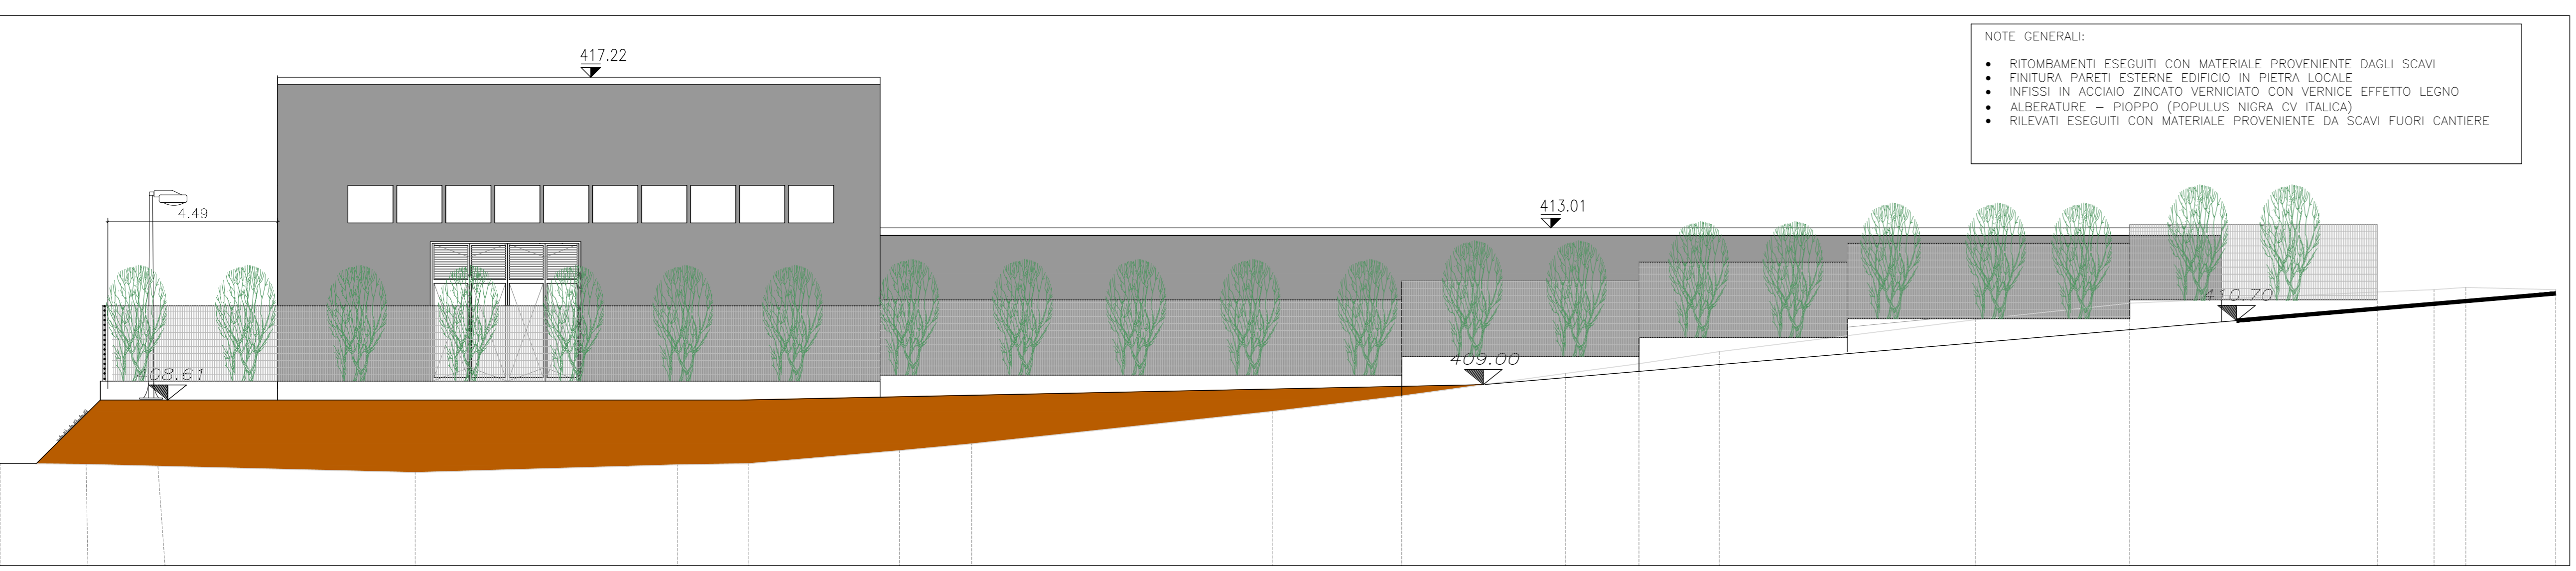 417.22
NOTE GENERALI:
• RITOMBAMENTI ESEGUITI CON MATERIALE PROVENIENTE DAGLI SCAVI
• FINITURA PARETI ESTERNE EDIFICIO IN PIETRA LOCALE
• INFISSI IN ACCIAIO ZINCATO VERNICIATO CON VERNICE EFFETTO LEGNO
• ALBERATURE – PIOPPO (POPULUS NIGRA CV ITALICA)
• RILEVATI ESEGUITI CON MATERIALE PROVENIENTE DA SCAVI FUORI CANTIERE
4.49
413.01
410.70
409.00
408.61